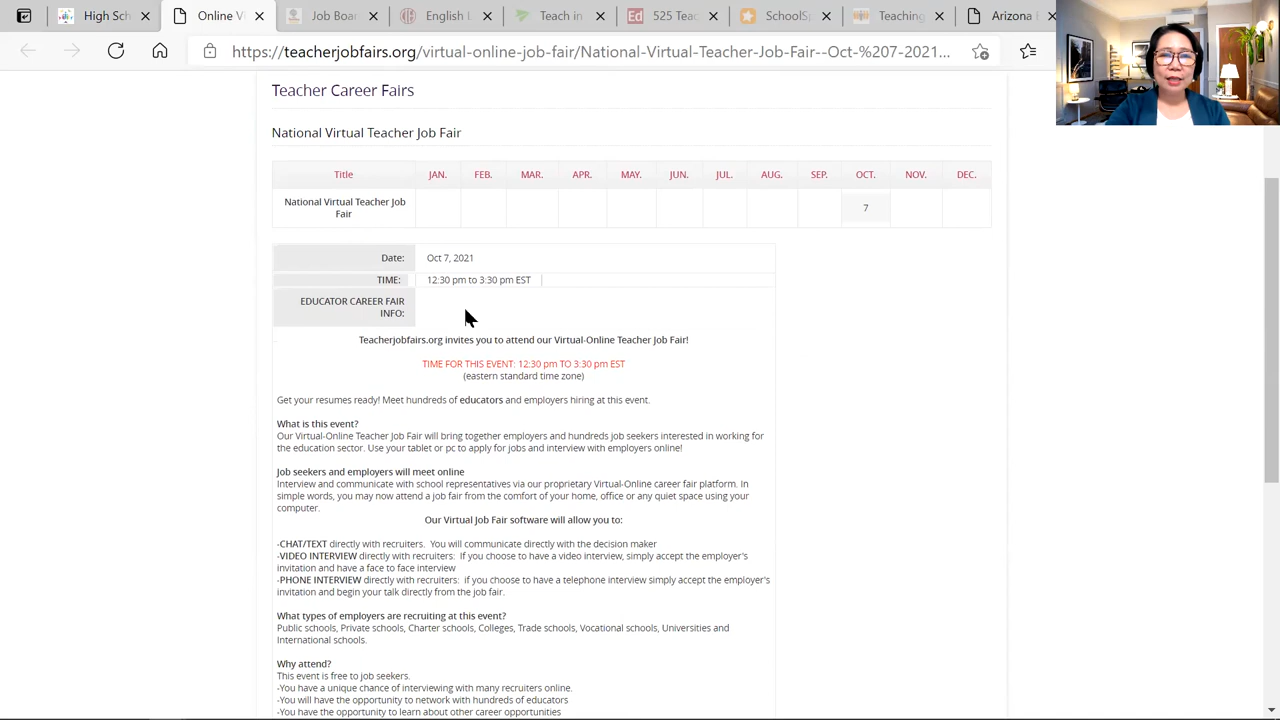 High Sch
Online V
Job Board
English
Teach in
525 Teac
SchoolSp
Teaching
Arizona
https://teacherjobfairs.org/virtual-online-job-fair/National-Virtual-Teacher-Job-Fair--Oct-%207-2021...
Teacher Career Fairs
National Virtual Teacher Job Fair
Title JAN. FEB. MAR. APR. MAY. JUN. JUL. AUG. SEP. OCT. NOV. DEC.
National Virtual Teacher Job
Fair
7
Date: Oct 7, 2021
TIME: 12:30 pm to 3:30 pm EST
EDUCATOR CAREER FAIR
INFO:
Teacherjobfairs.org invites you to attend our Virtual-Online Teacher Job Fair!
TIME FOR THIS EVENT: 12:30 pm TO 3:30 pm EST
(eastern standard time zone)
Get your resumes ready! Meet hundreds of educators and employers hiring at this event.
What is this event?
Our Virtual-Online Teacher Job Fair will bring together employers and hundreds job seekers interested in working for
the education sector. Use your tablet or pc to apply for jobs and interview with employers online!
Job seekers and employers will meet online
Interview and communicate with school representatives via our proprietary Virtual-Online career fair platform. In
simple words, you may now attend a job fair from the comfort of your home, office or any quiet space using your
computer.
Our Virtual Job Fair software will allow you to:
-CHAT/TEXT directly with recruiters. You will communicate directly with the decision maker
-VIDEO INTERVIEW directly with recruiters: If you choose to have a video interview, simply accept the employer's
invitation and have a face to face interview
-PHONE INTERVIEW directly with recruiters: if you choose to have a telephone interview simply accept the employer's
invitation and begin your talk directly from the job fair.
What types of employers are recruiting at this event?
Public schools, Private schools, Charter schools, Colleges, Trade schools, Vocational schools, Universities and
International schools.
Why attend?
This event is free to job seekers.
-You have a unique chance of interviewing with many recruiters online.
-You will have the opportunity to network with hundreds of educators
-You have the opportunity to learn about other career opportunities